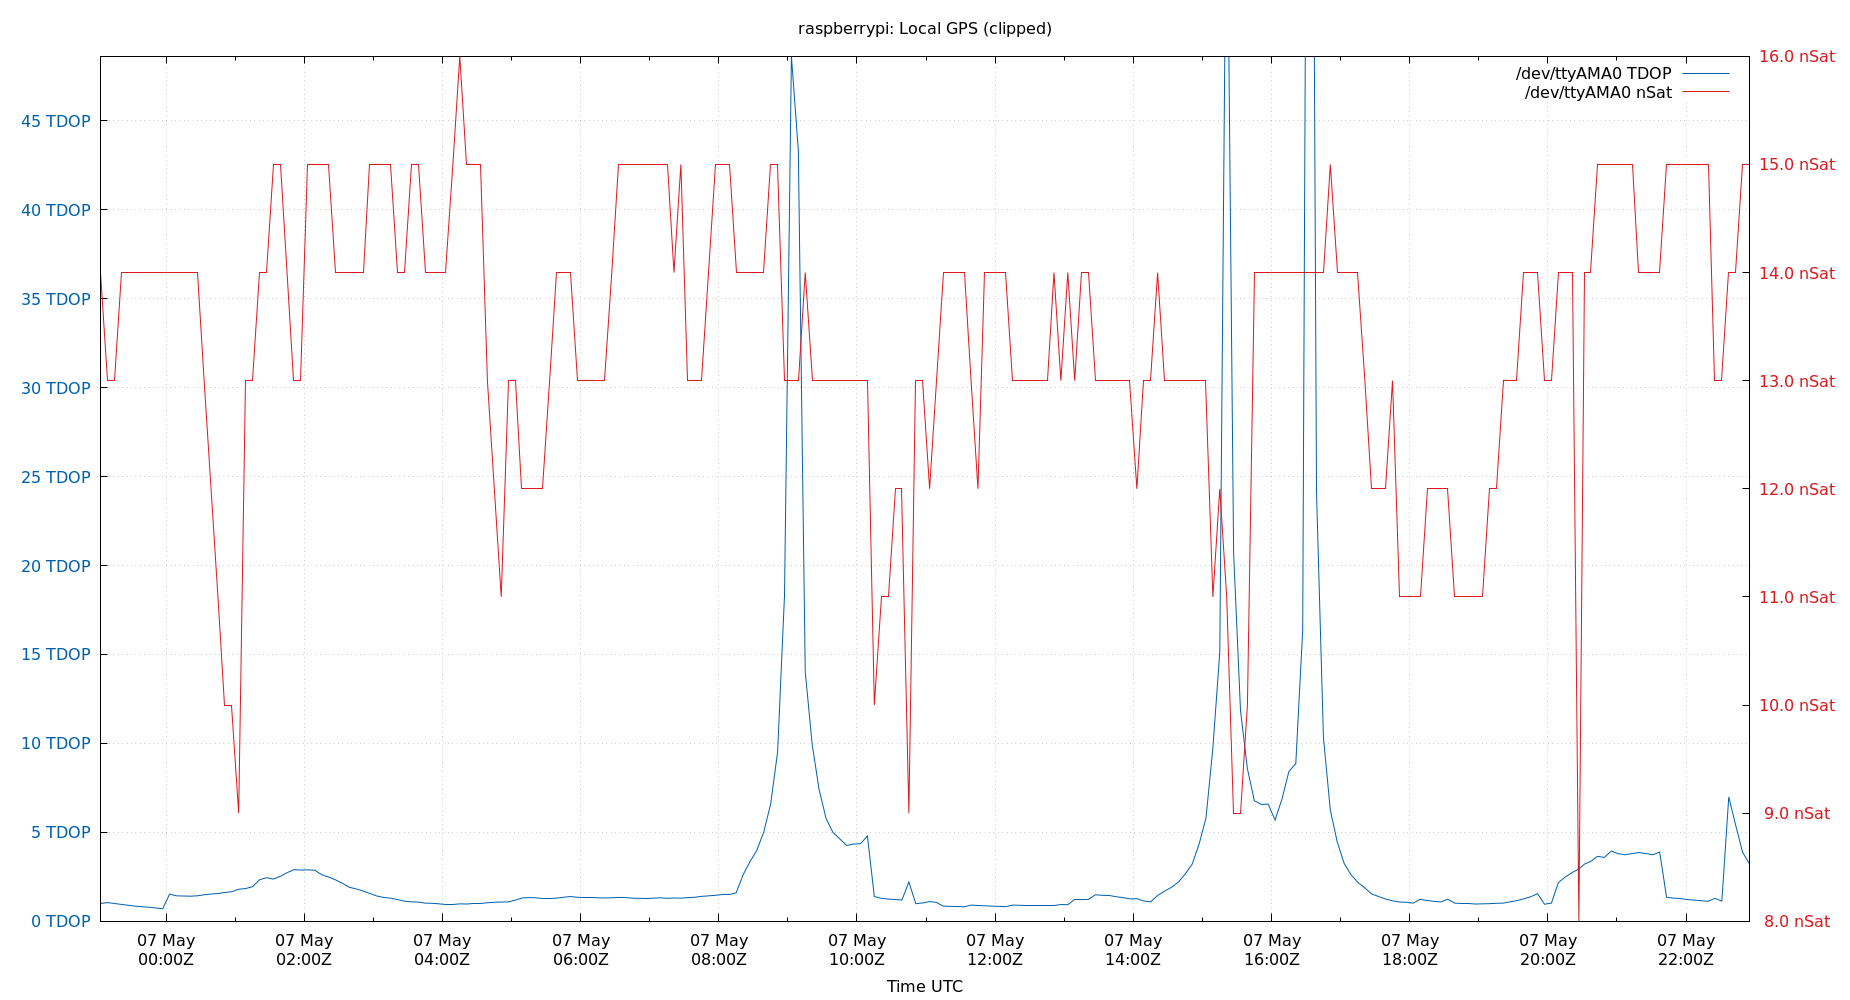 raspberrypi: Local GPS (clipped)
/dev/ttyAMA0 TDOP
/dev/ttyAMA0 nSat
45 TDOP
40 TDOP
35 TDOP
30 TDOP
25 TDOP
20 TDOP
15 TDOP
10 TDOP
5 TDOP
0 TDOP
16.0 nSat
15.0 nSat
14.0 nSat
13.0 nSat
12.0 nSat
11.0 nSat
10.0 nSat
9.0 nSat
8.0 nSat
07 May 07 May 07 May 07 May 07 May 07 May 07 May 07 May 07 May 07 May 07 May 07 May
00:00Z 02:00Z 04:00Z 06:00Z 08:00Z 10:00Z 12:00Z 14:00Z 16:00Z 18:00Z 20:00Z 22:00Z
Time UTC